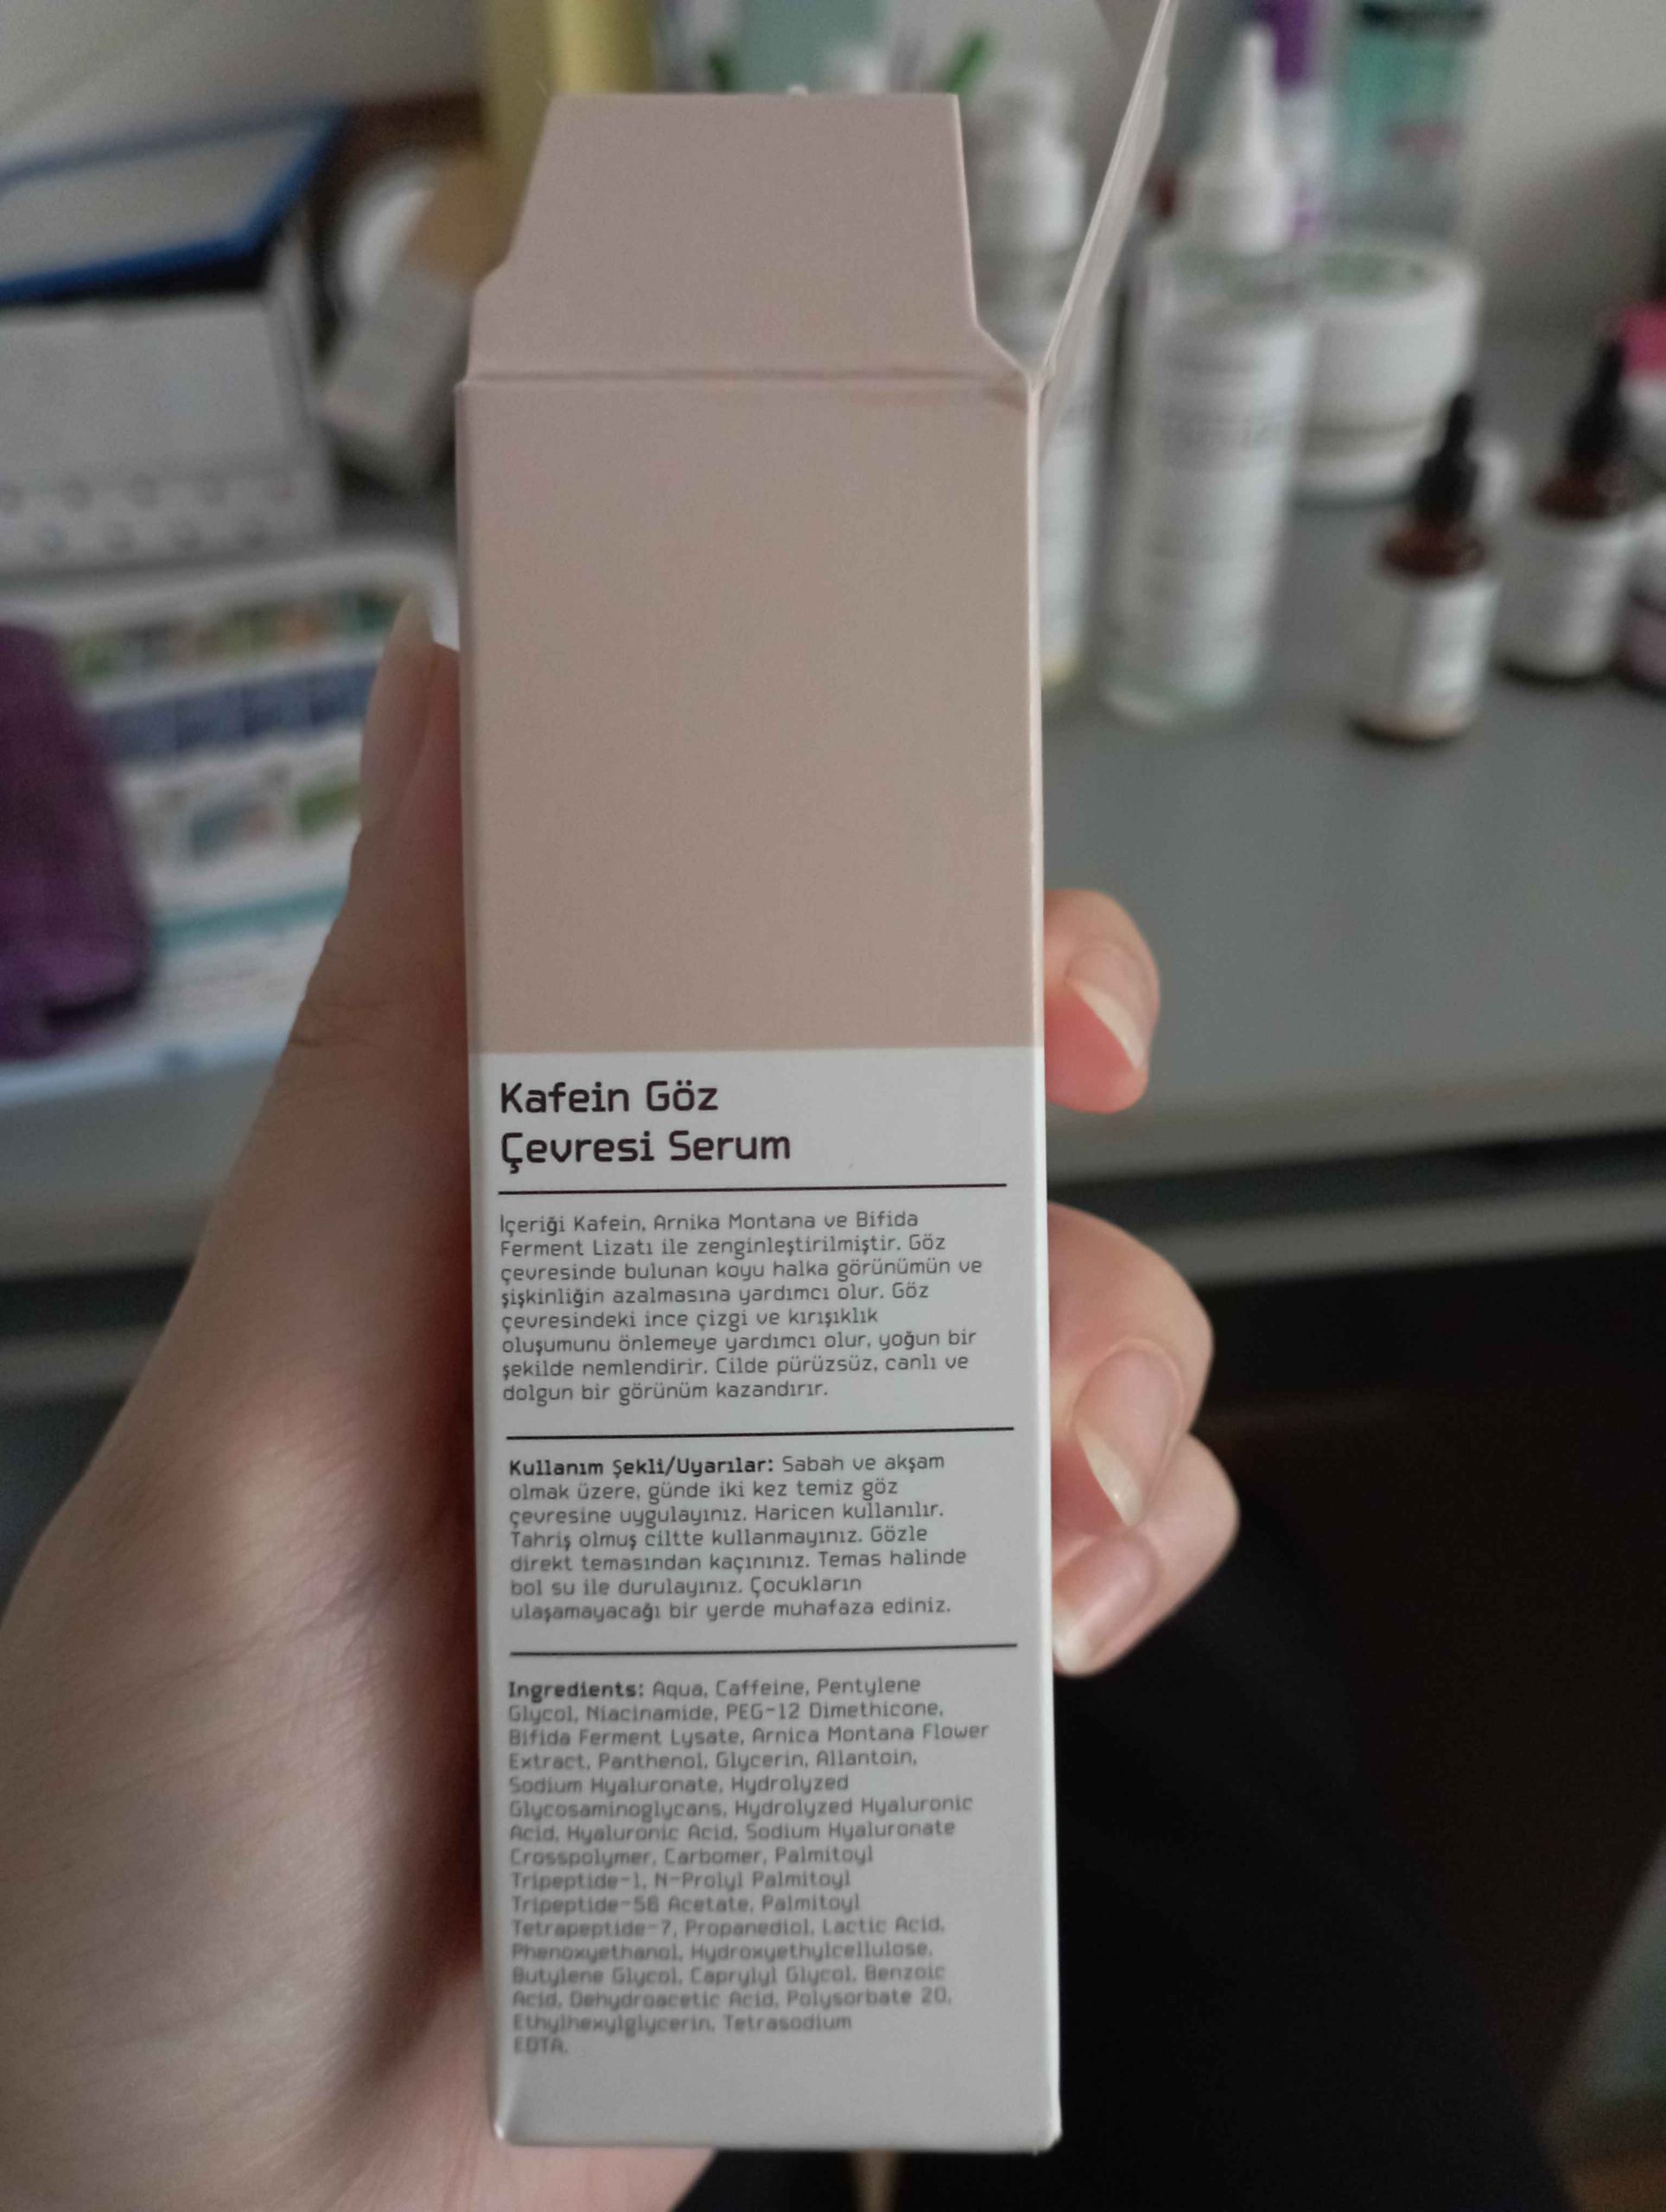 Kafein Göz
Çevresi Serum
İçeriği Kafein, Arnika Montana ve Bifida
Ferment Lizatı ile zenginleştirilmiştir. Göz
çevresinde bulunan koyu halka görünümün ve
şişkinliğin azalmasına yardımcı olur. Göz
çevresindeki ince çizgi ve kırışıklık
oluşumunu önlemeye yardımcı olur, yoğun bir
şekilde nemlendirir. Cilde pürüzsüz, canlı ve
dolgun bir görünüm kazandırır.
Kullanım Şekli/Uyarılar: Sabah ve akşam
olmak üzere, günde iki kez temiz göz
çevresine uygulayınız. Haricen kullanılır.
Tahriş olmuş ciltte kullanmayınız. Gözle
direkt temasından kaçınınız. Temas halinde
bol su ile durulayınız. Çocukların
ulaşamayacağı bir yerde muhafaza ediniz.
Ingredients: Aqua, Caffeine, Pentylene
Glycol, Niacinamide, PEG-12 Dimethicone,
Bifida Ferment Lysate, Arnica Montana Flower
Extract, Panthenol, Glycerin, Allantoin,
Sodium Hyaluronate, Hydrolyzed
Glycosaminoglycans, Hydrolyzed Hyaluronic
Acid, Hyaluronic Acid, Sodium Hyaluronate
Crosspolymer, Carbomer, Palmitoyl
Tripeptide-1, N-Prolyl Palmitoyl
Tripeptide-56 Acetate, Palmitoyl
Tetrapeptide-7, Propanediol, Lactic Acid,
Phenoxyethanol, Hydroxyethylcellulose,
Butylene Glycol, Caprylyl Glycol, Benzoic
Acid, Dehydroacetic Acid, Polysorbate 20,
Ethylhexylglycerin, Tetrasodium
EDTA.